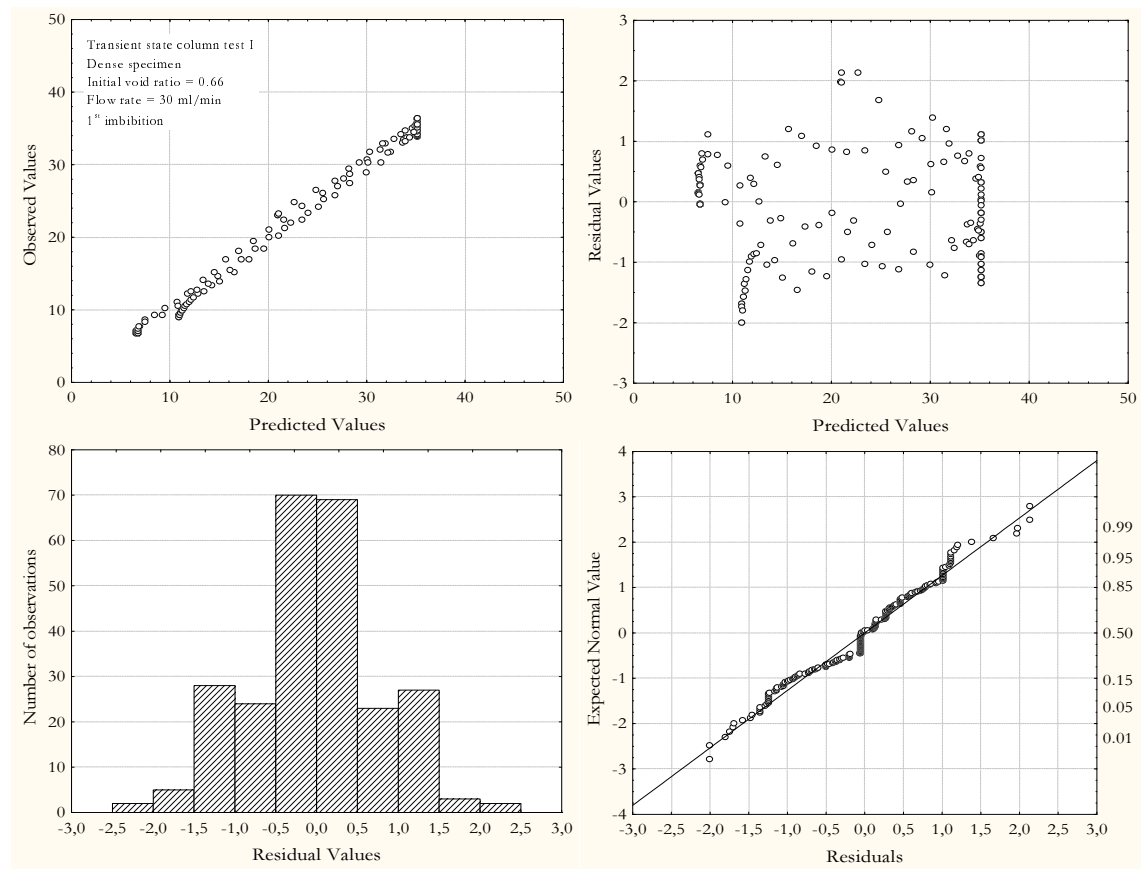 50
40
30
20
10
0
Observed Values
Transient state column test I
Dense specimen
Initial void ratio = 0.66
Flow rate = 30 ml/min
1st imbibition
0 10 20 30 40 50
Predicted Values
3
2
1
0
-1
-2
-3
Residual Values
0 10 20 30 40 50
Predicted Values
80
70
60
50
40
30
20
10
0
Number of observations
-3,0 -2,5 -2,0 -1,5 -1,0 -0,5 0,0 0,5 1,0 1,5 2,0 2,5 3,0
Residual Values
4
3
2
1
0
-1
-2
-3
-4
Expected Normal Value
0.99
0.95
0.85
0.50
0.15
0.05
0.01
-3,0 -2,5 -2,0 -1,5 -1,0 -0,5 0,0 0,5 1,0 1,5 2,0 2,5 3,0
Residuals